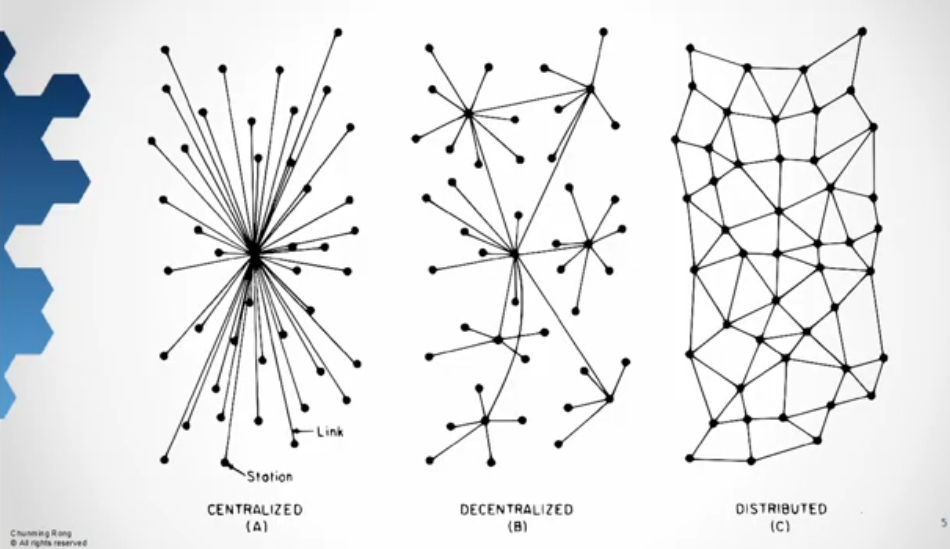 Link
Station
CENTRALIZED
(A)
DECENTRALIZED
(B)
DISTRIBUTED
(C)
Chunming Rong
© All rights reserved
5